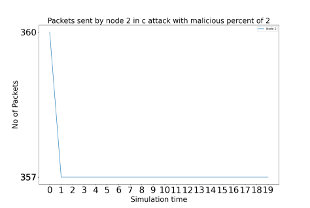 Packets sent by node 2 in c attack with malicious percent of 2
360
No of Packets
357
0 1 2 3 4 5 6 7 8 9 10 11 12 13 14 15 16 17 18 19
Simulation time